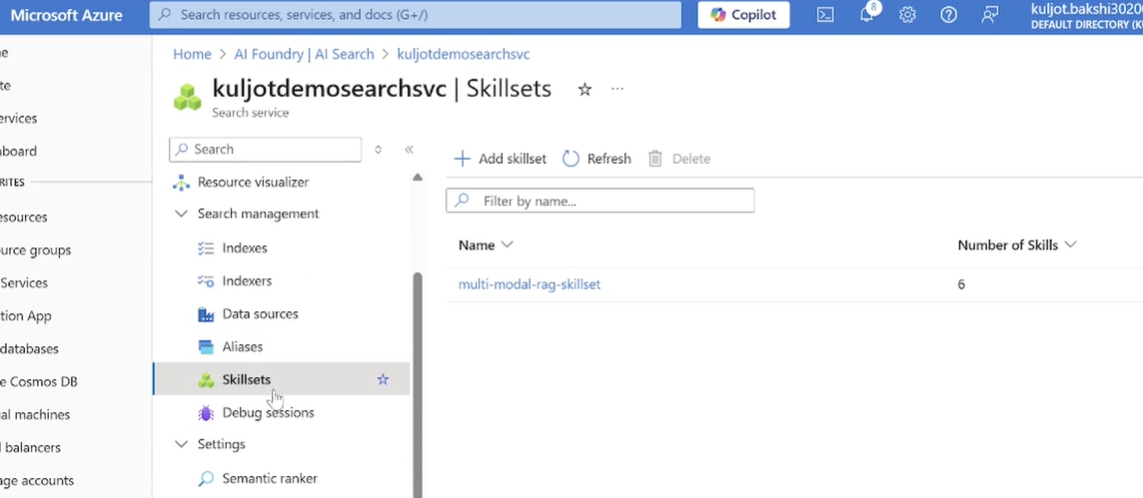 Microsoft Azure
Search resources, services, and docs (G+/)
Copilot
8
kuljot.bakshi3020
DEFAULT DIRECTORY (KU
Home > AI Foundry | AI Search > kuljotdemosearchsvc
kuljotdemosearchsvc | Skillsets
Search service
ervices
board
RITES
esources
urce groups
Services
tion App
databases
e Cosmos DB
al machines
l balancers
age accounts
Search
Resource visualizer
Search management
Indexes
Indexers
Data sources
Aliases
Skillsets
Debug sessions
Settings
Semantic ranker
Add skillset Refresh Delete
Filter by name...
Name Number of Skills
multi-modal-rag-skillset 6